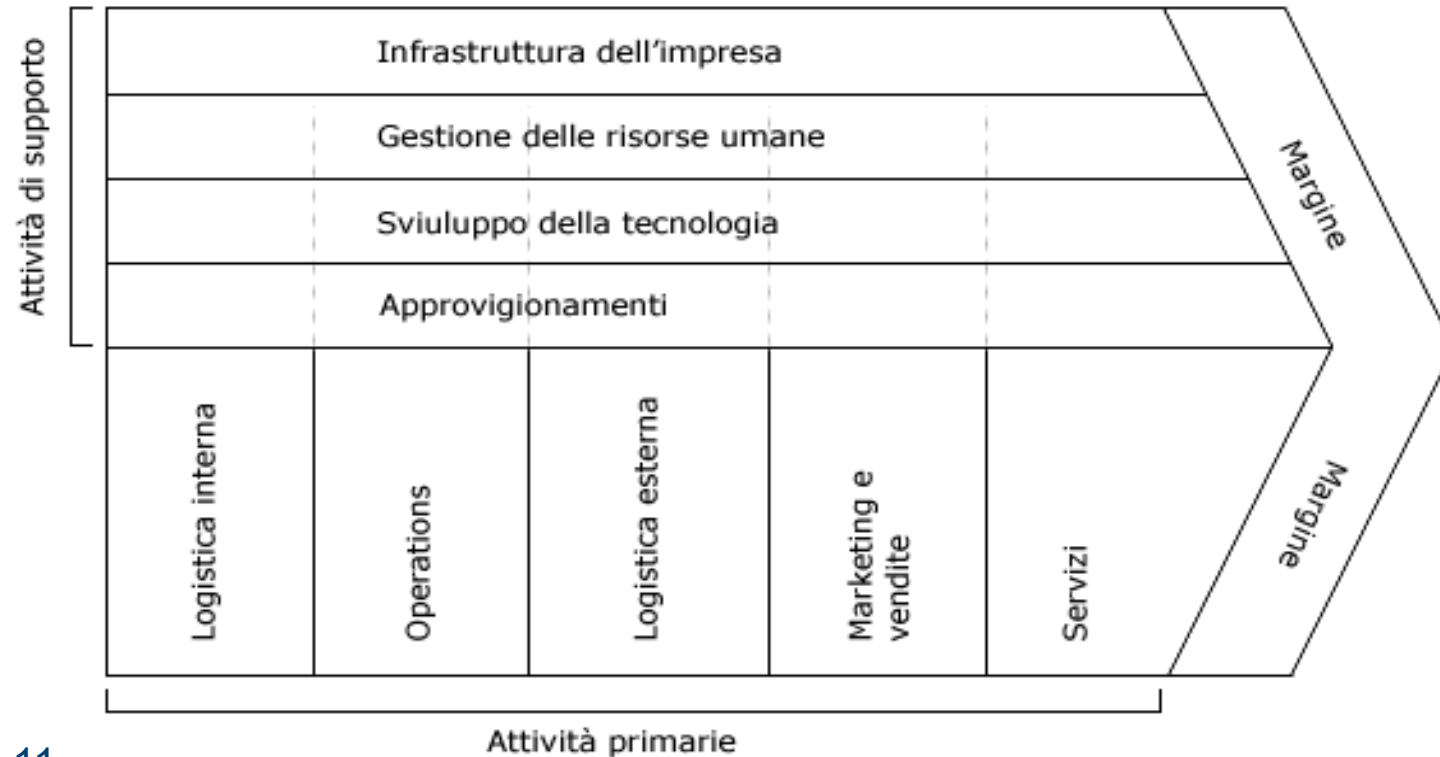 Attività di supporto
Infrastruttura dell'impresa
Gestione delle risorse umane
Sviuluppo della tecnologia
Approvigionamenti
Margine
Margine
Logistica interna
Operations
Logistica esterna
Marketing e
vendite
Servizi
Attività primarie